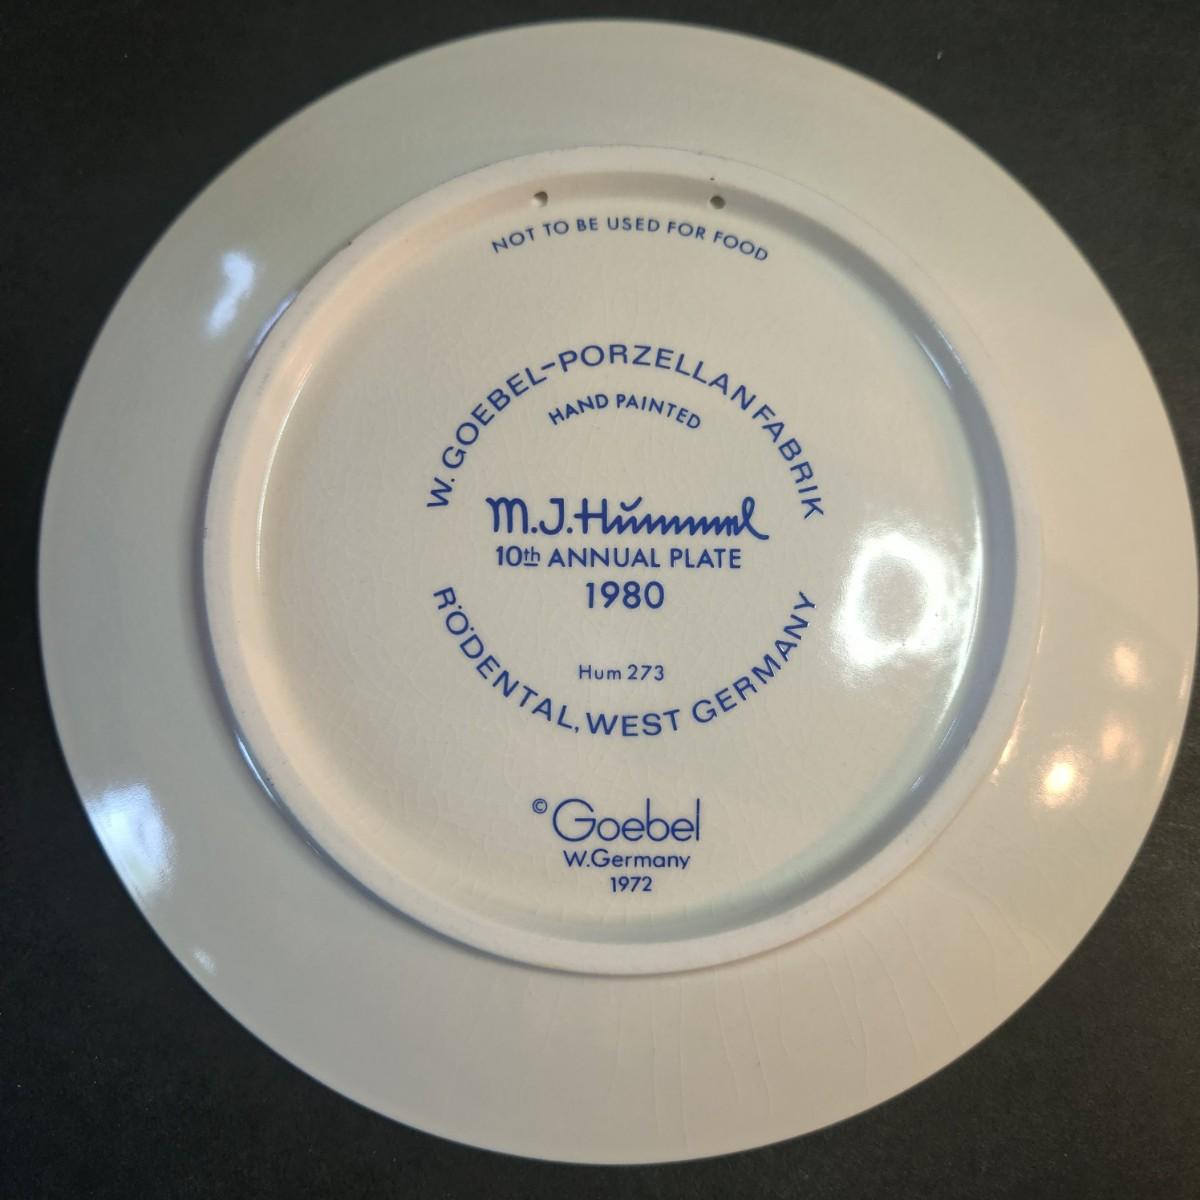 NOT TO BE USED FOR FOOD
W. GOEBEL-PORZELLANFABRIK
HAND PAINTED
M.J.Hummel
10th ANNUAL PLATE
1980
Hum 273
RÖDENTAL, WEST GERMANY
© Goebel
W.Germany
1972